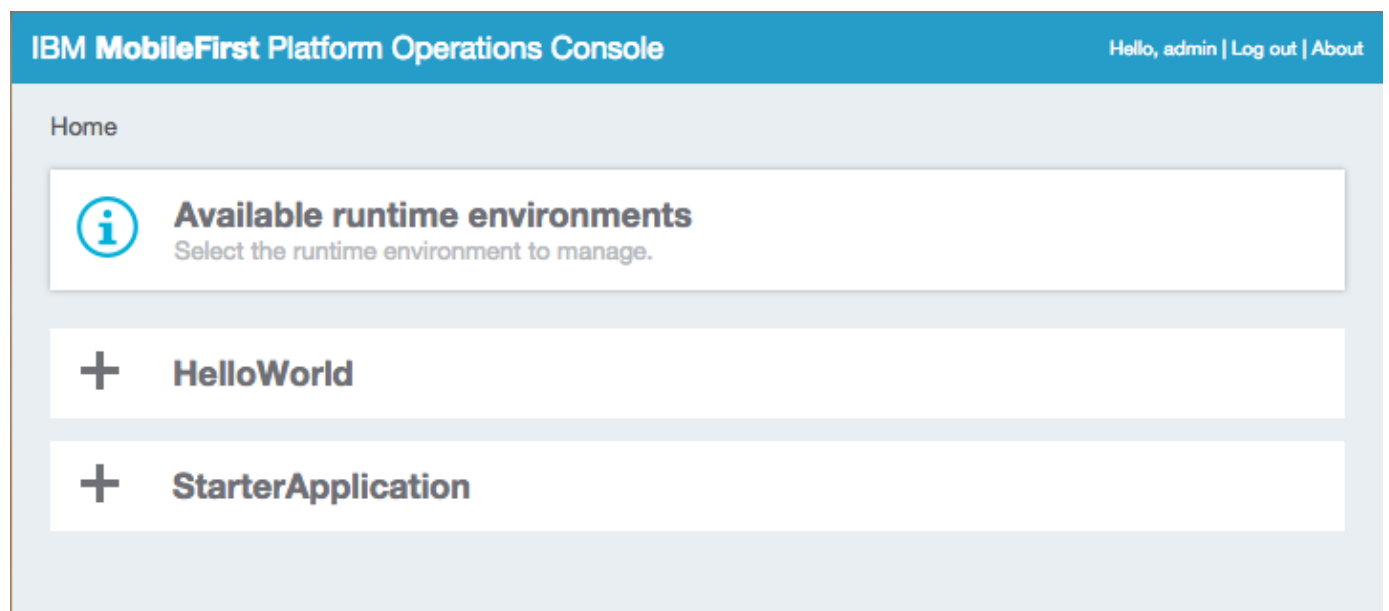 IBM MobileFirst Platform Operations Console
Hello, admin | Log out | About
Home
Available runtime environments
Select the runtime environment to manage.
HelloWorld
StarterApplication